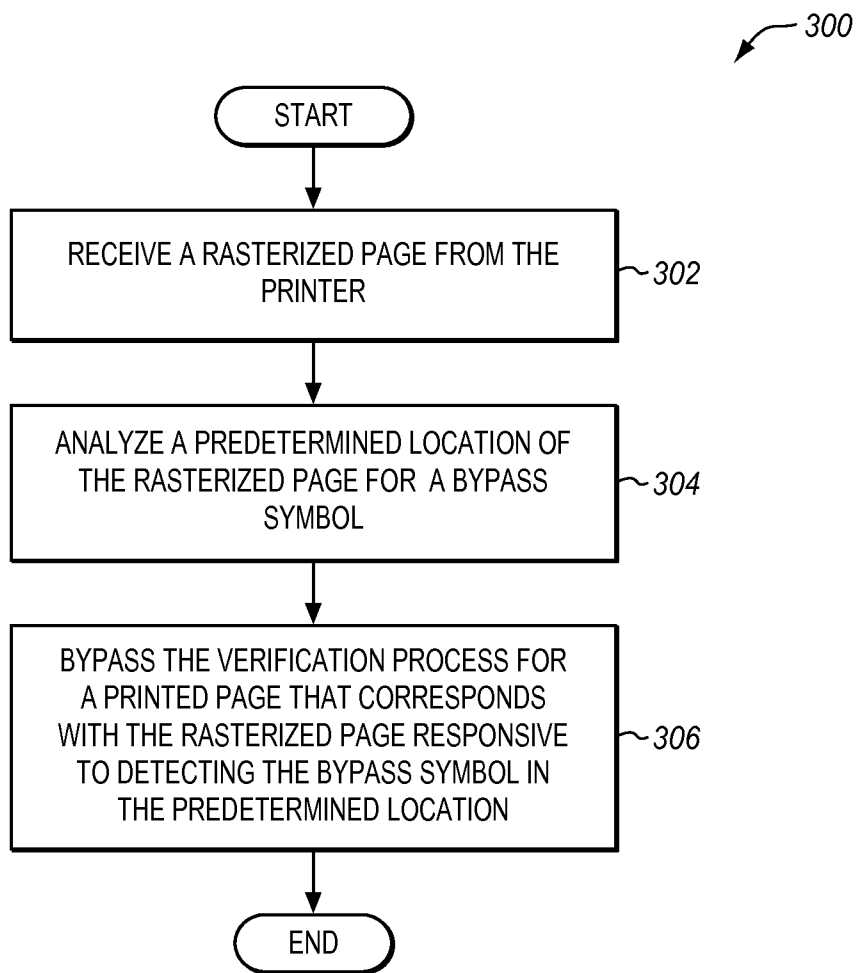 300
START
RECEIVE A RASTERIZED PAGE FROM THE
PRINTER
302
ANALYZE A PREDETERMINED LOCATION OF
THE RASTERIZED PAGE FOR A BYPASS
SYMBOL
304
BYPASS THE VERIFICATION PROCESS FOR
A PRINTED PAGE THAT CORRESPONDS
WITH THE RASTERIZED PAGE RESPONSIVE
TO DETECTING THE BYPASS SYMBOL IN
THE PREDETERMINED LOCATION
306
END